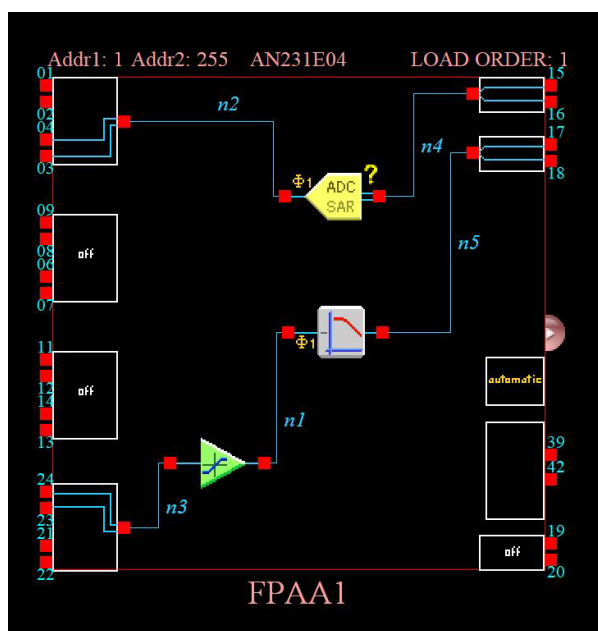 Addr1: 1 Addr2: 255 AN231E04 LOAD ORDER: 1
01
02
04
03
09
08
06
07
11
12
14
13
24
23
21
22
15
16
17
18
39
42
19
20
off
off
automatic
off
n2
n4
n5
n1
n3
Φ1
ADC
SAR
?
Φ1
FPAA1